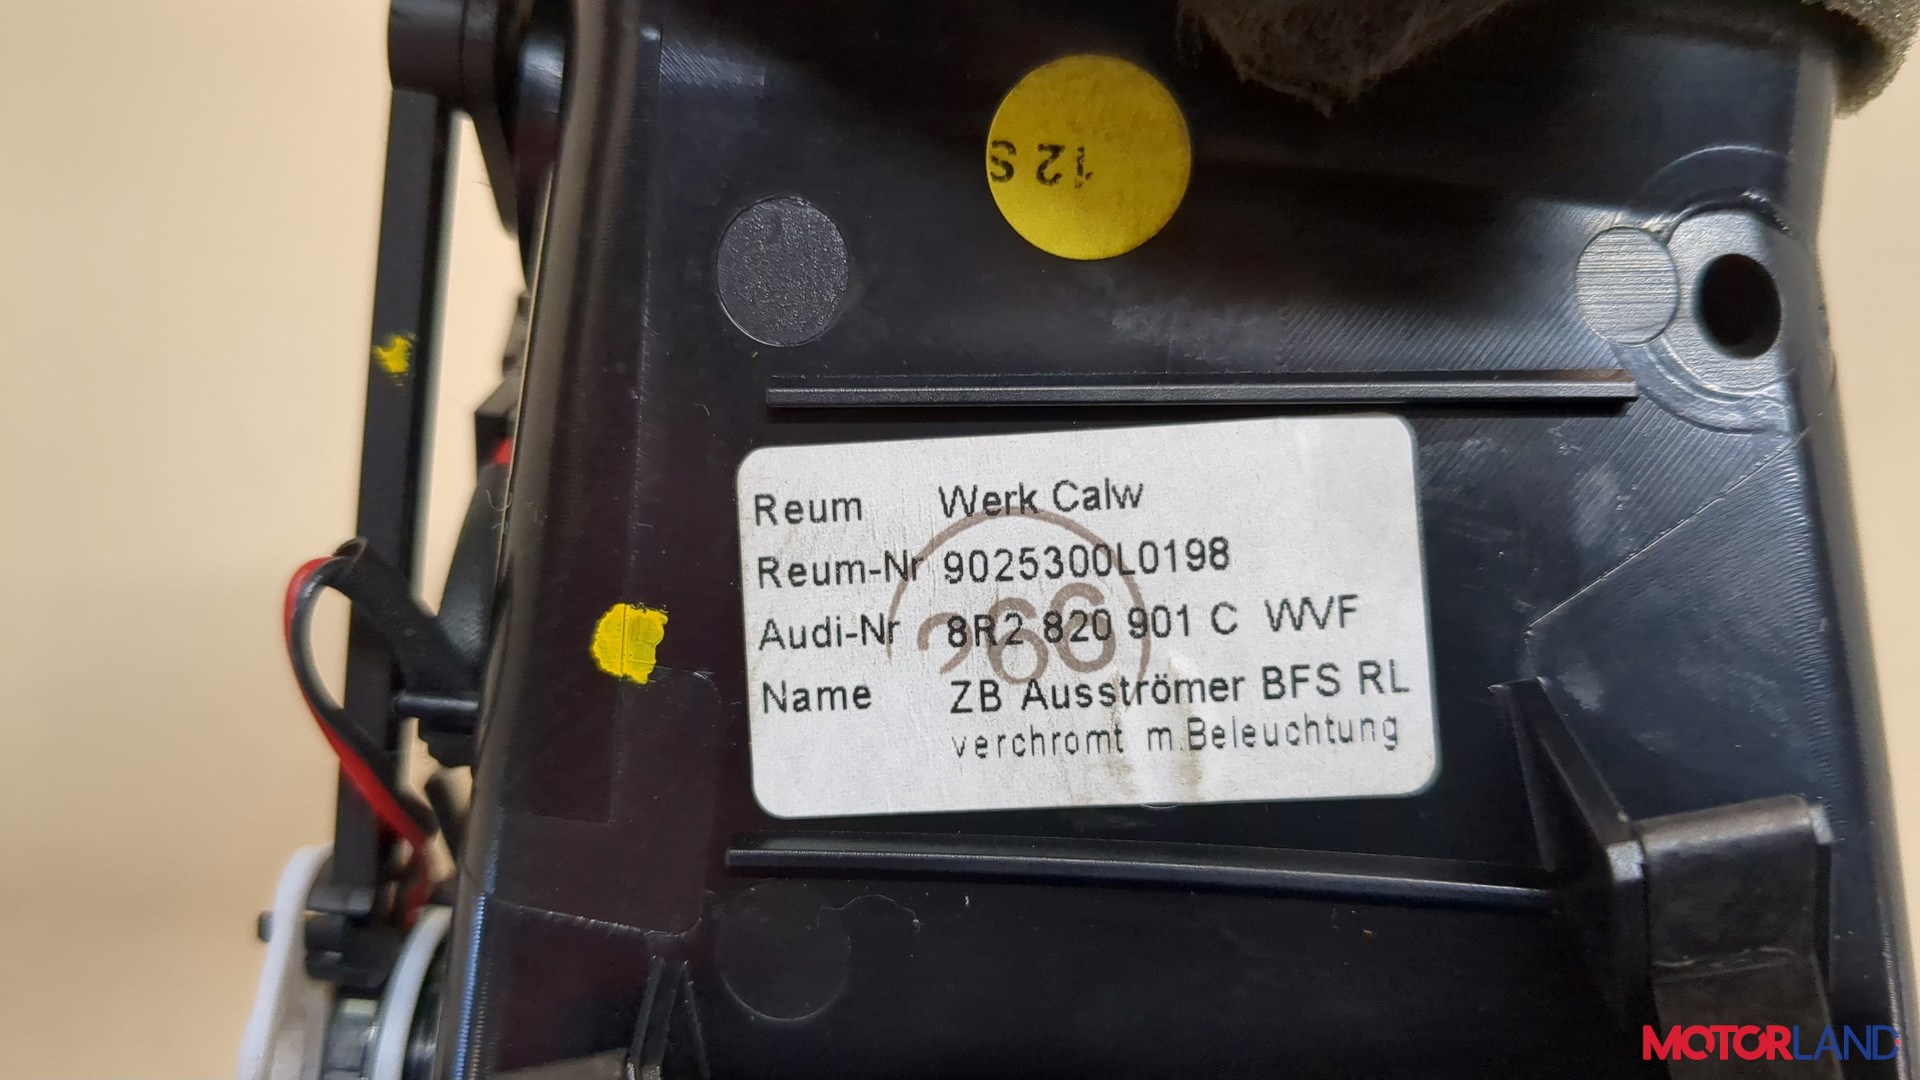 12 S
Reum Werk Calw
Reum-Nr 9025300L0198
Audi-Nr 8R2 820 901 C WVF
Name ZB Ausströmer BFS RL
verchromt m.Beleuchtung
266
MOTORLAND